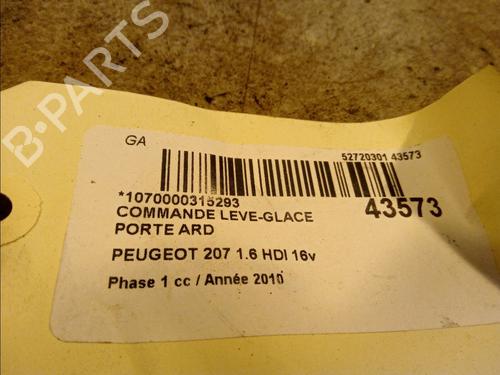 B-PARTS
GA
52720301 43573
*1070000315293
43573
COMMANDE LEVE-GLACE
PORTE ARD
PEUGEOT 207 1.6 HDI 16v
Phase 1 cc / Année 2010